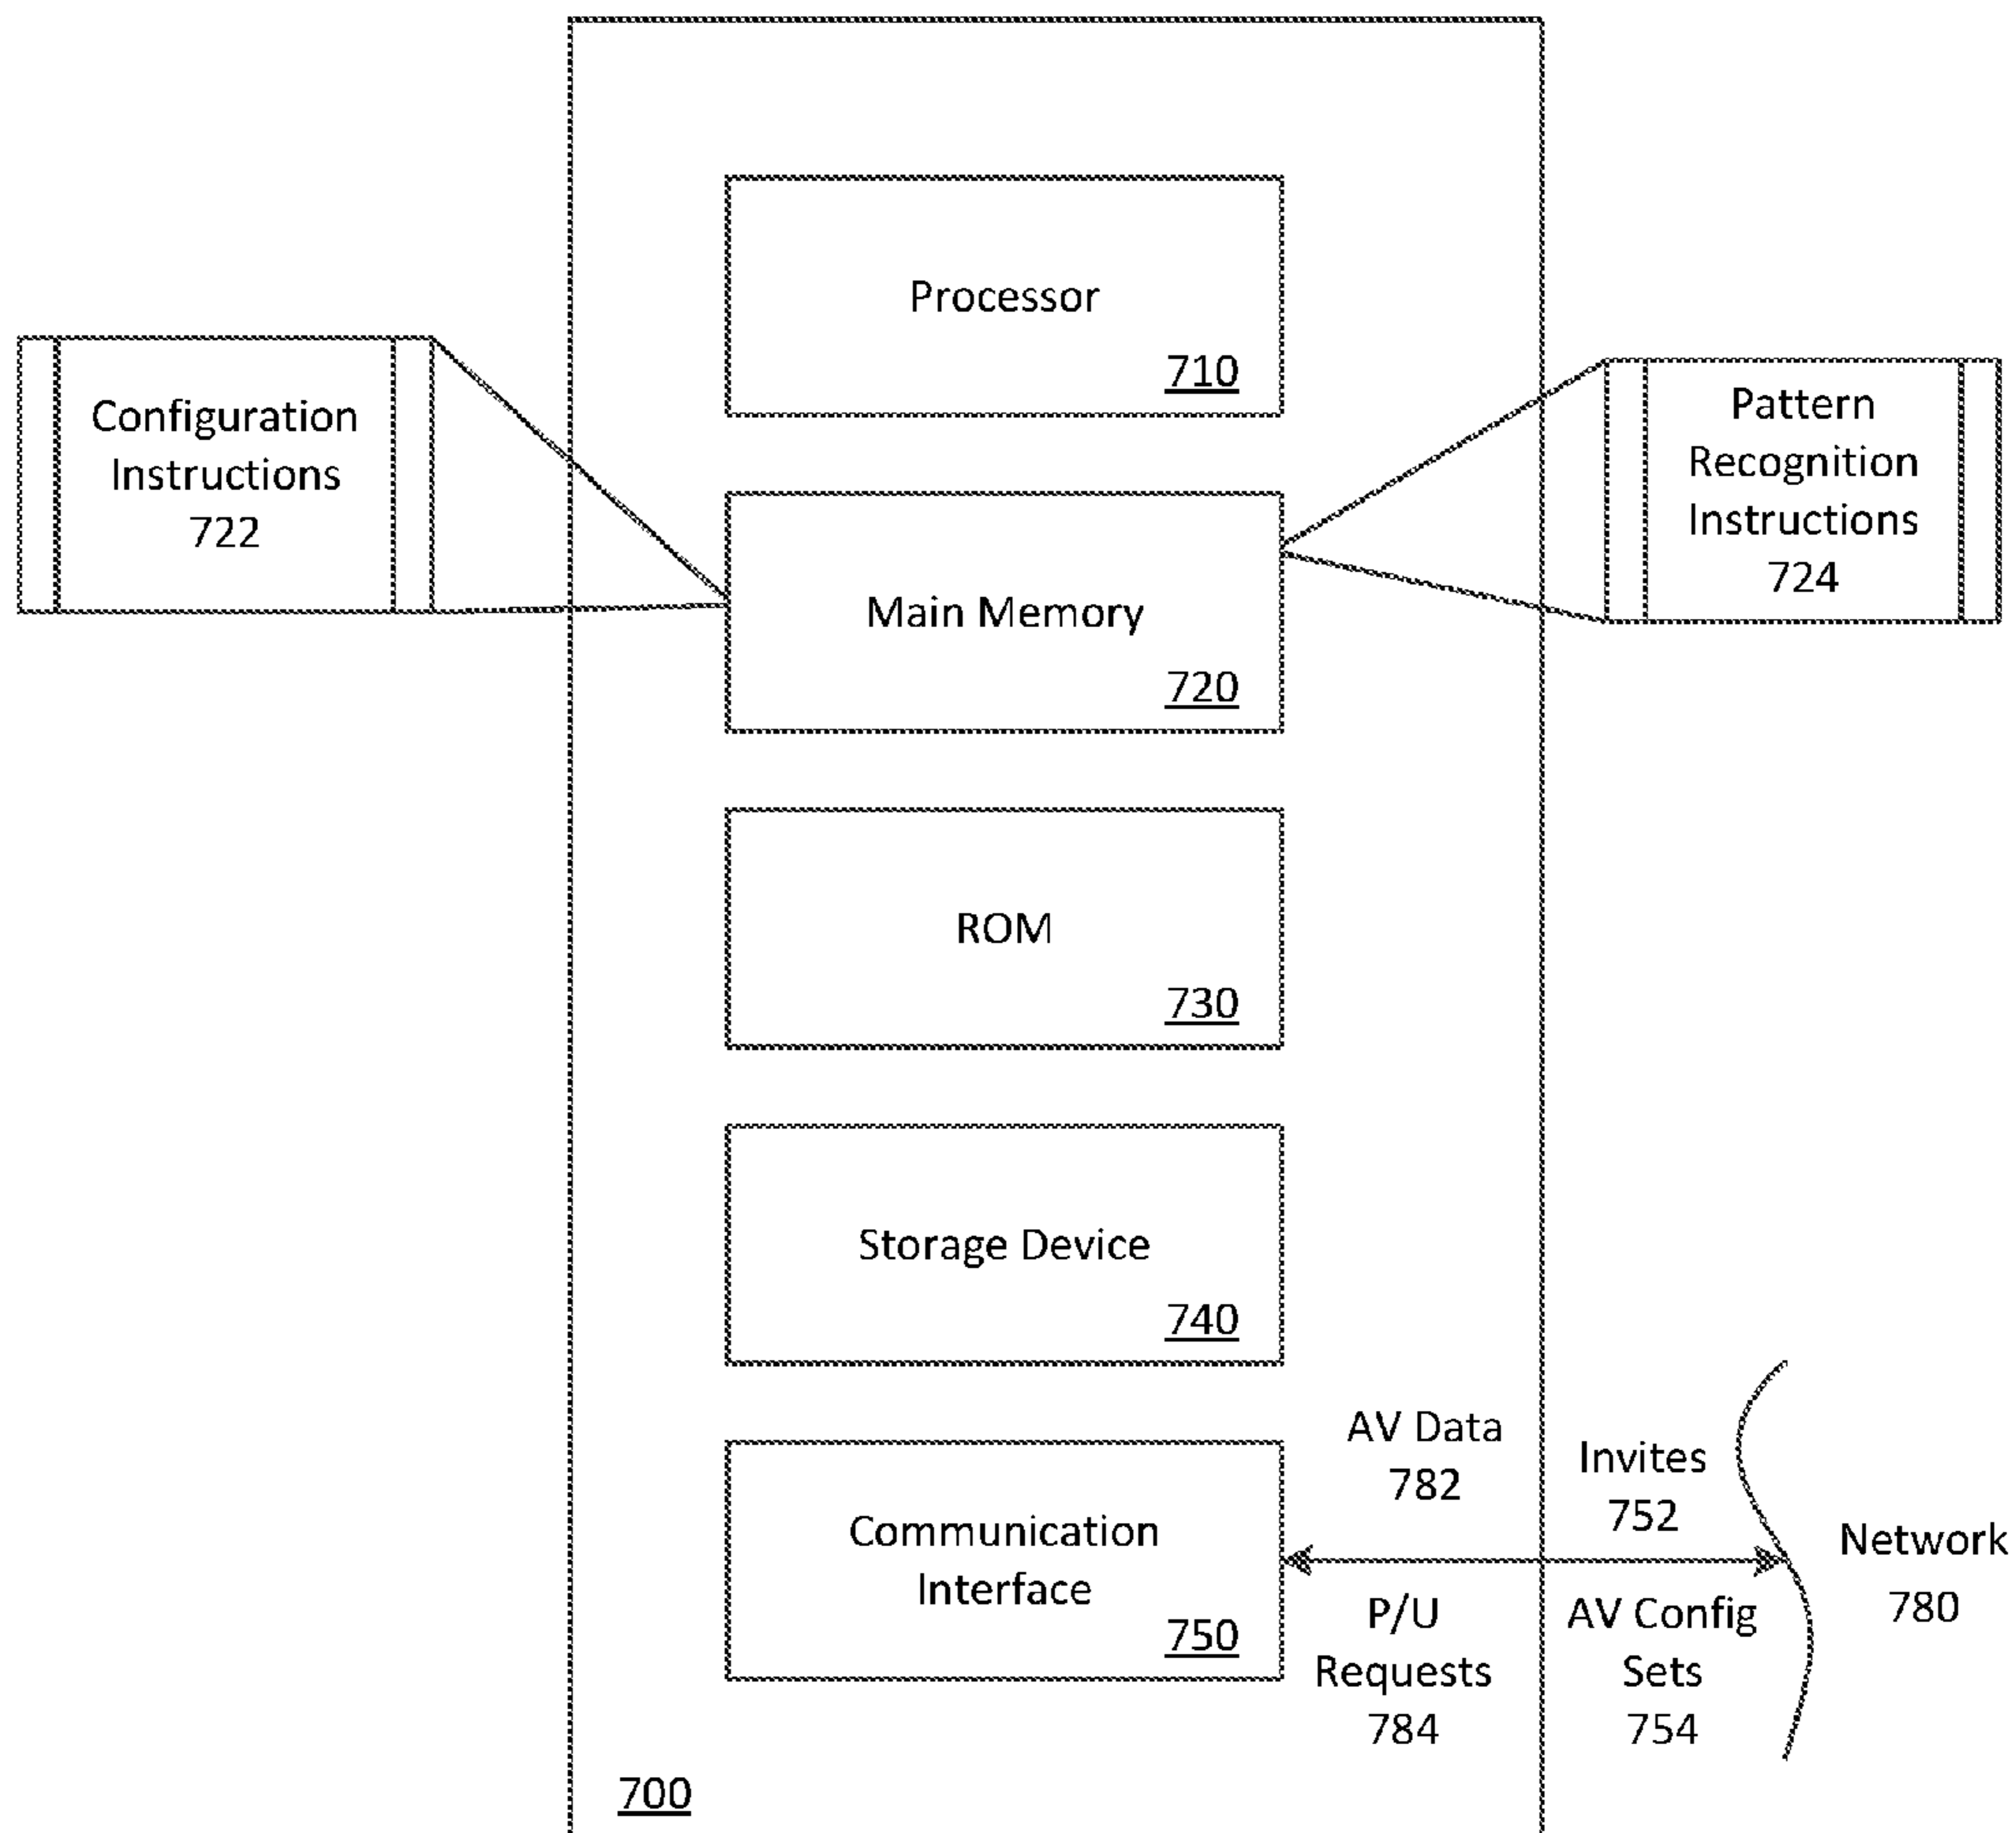 Processor
710
Configuration
Instructions
722
Pattern
Recognition
Instructions
724
Main Memory
720
ROM
730
Storage Device
740
Communication
Interface
750
AV Data
782
Invites
752
P/U
Requests
784
AV Config
Sets
754
Network
780
700